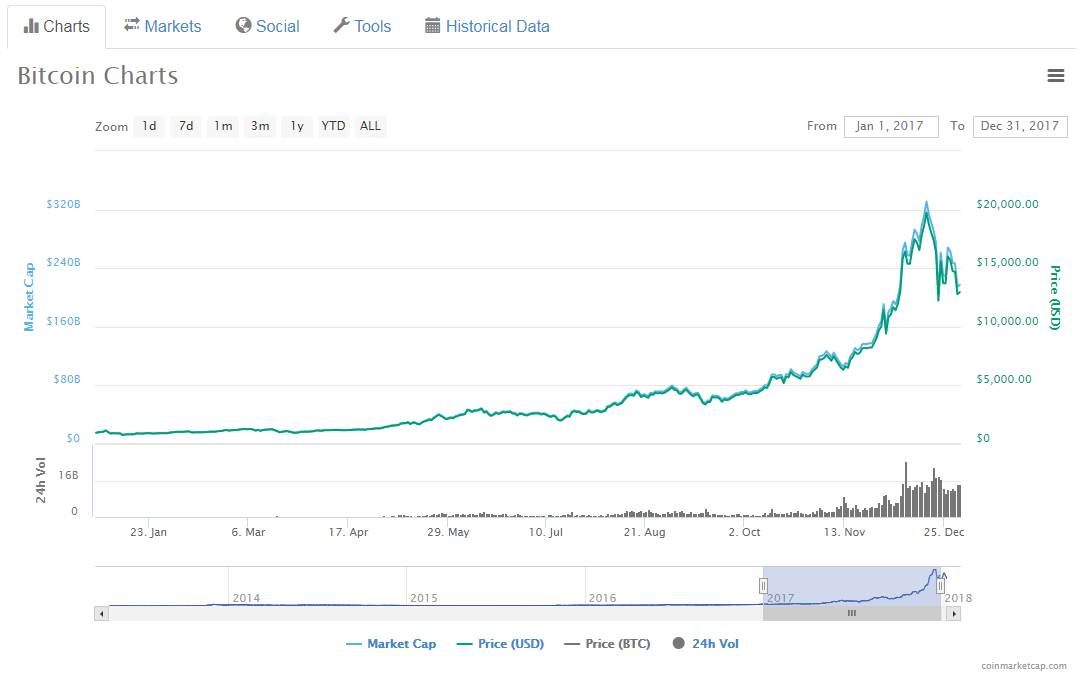 Charts Markets Social Tools Historical Data
Bitcoin Charts
Zoom 1d 7d 1m 3m 1y YTD ALL From Jan 1, 2017 To Dec 31, 2017
$320B $20,000.00
$240B $15,000.00
Market Cap
Price (USD)
$160B $10,000.00
$80B $5,000.00
$0 $0
24h Vol
16B
0
23. Jan 6. Mar 17. Apr 29. May 10. Jul 21. Aug 2. Oct 13. Nov 25. Dec
2014 2015 2016 2017 2018
Market Cap Price (USD) Price (BTC) 24h Vol
coinmarketcap.com